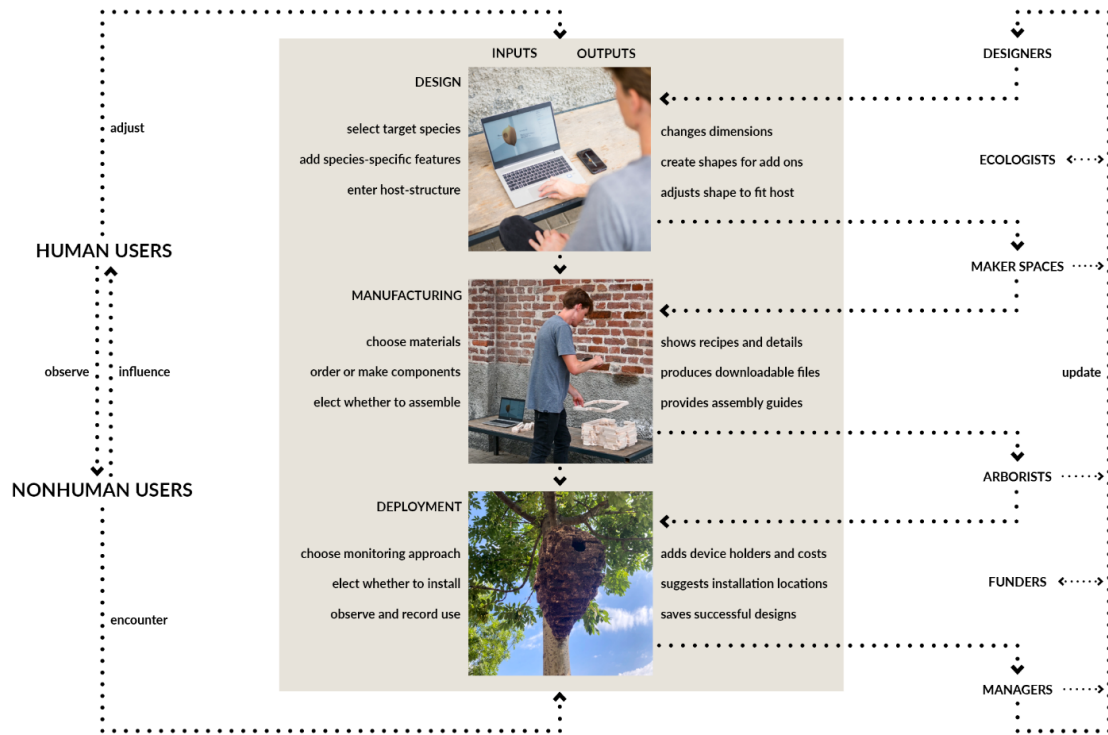 INPUTS
OUTPUTS
DESIGNERS
DESIGN
adjust
select target species
changes dimensions
add species-specific features
create shapes for add ons
ECOLOGISTS
enter host-structure
adjusts shape to fit host
HUMAN USERS
MAKER SPACES
MANUFACTURING
choose materials
shows recipes and details
observe
influence
order or make components
produces downloadable files
update
elect whether to assemble
provides assembly guides
ARBORISTS
NONHUMAN USERS
DEPLOYMENT
choose monitoring approach
adds device holders and costs
elect whether to install
suggests installation locations
FUNDERS
encounter
observe and record use
saves successful designs
MANAGERS